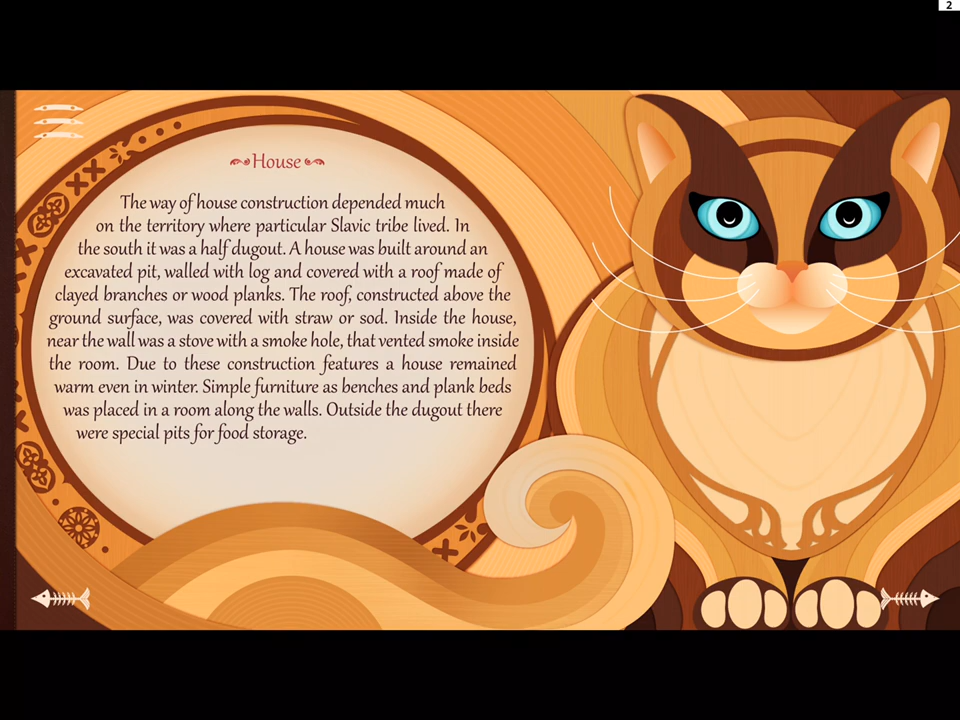 2
House
The way of house construction depended much
on the territory where particular Slavic tribe lived. In
the south it was a half dugout. A house was built around an
excavated pit, walled with log and covered with a roof made of
clayed branches or wood planks. The roof, constructed above the
ground surface, was covered with straw or sod. Inside the house,
near the wall was a stove with a smoke hole, that vented smoke inside
the room. Due to these construction features a house remained
warm even in winter. Simple furniture as benches and plank beds
was placed in a room along the walls. Outside the dugout there
were special pits for food storage.